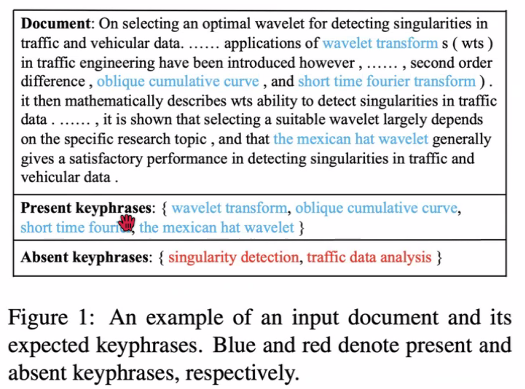 Document: On selecting an optimal wavelet for detecting singularities in
traffic and vehicular data. ...... applications of wavelet transform s ( wts )
in traffic engineering have been introduced however , ...... , second order
difference , oblique cumulative curve , and short time fourier transform ) .
it then mathematically describes wts ability to detect singularities in traffic
data . ...... , it is shown that selecting a suitable wavelet largely depends
on the specific research topic , and that the mexican hat wavelet generally
gives a satisfactory performance in detecting singularities in traffic and
vehicular data .
Present keyphrases: { wavelet transform, oblique cumulative curve,
short time , the mexican hat wavelet }
Absent keyphrases: { singularity detection, traffic data analysis }
Figure 1: An example of an input document and its
expected keyphrases. Blue and red denote present and
absent keyphrases, respectively.